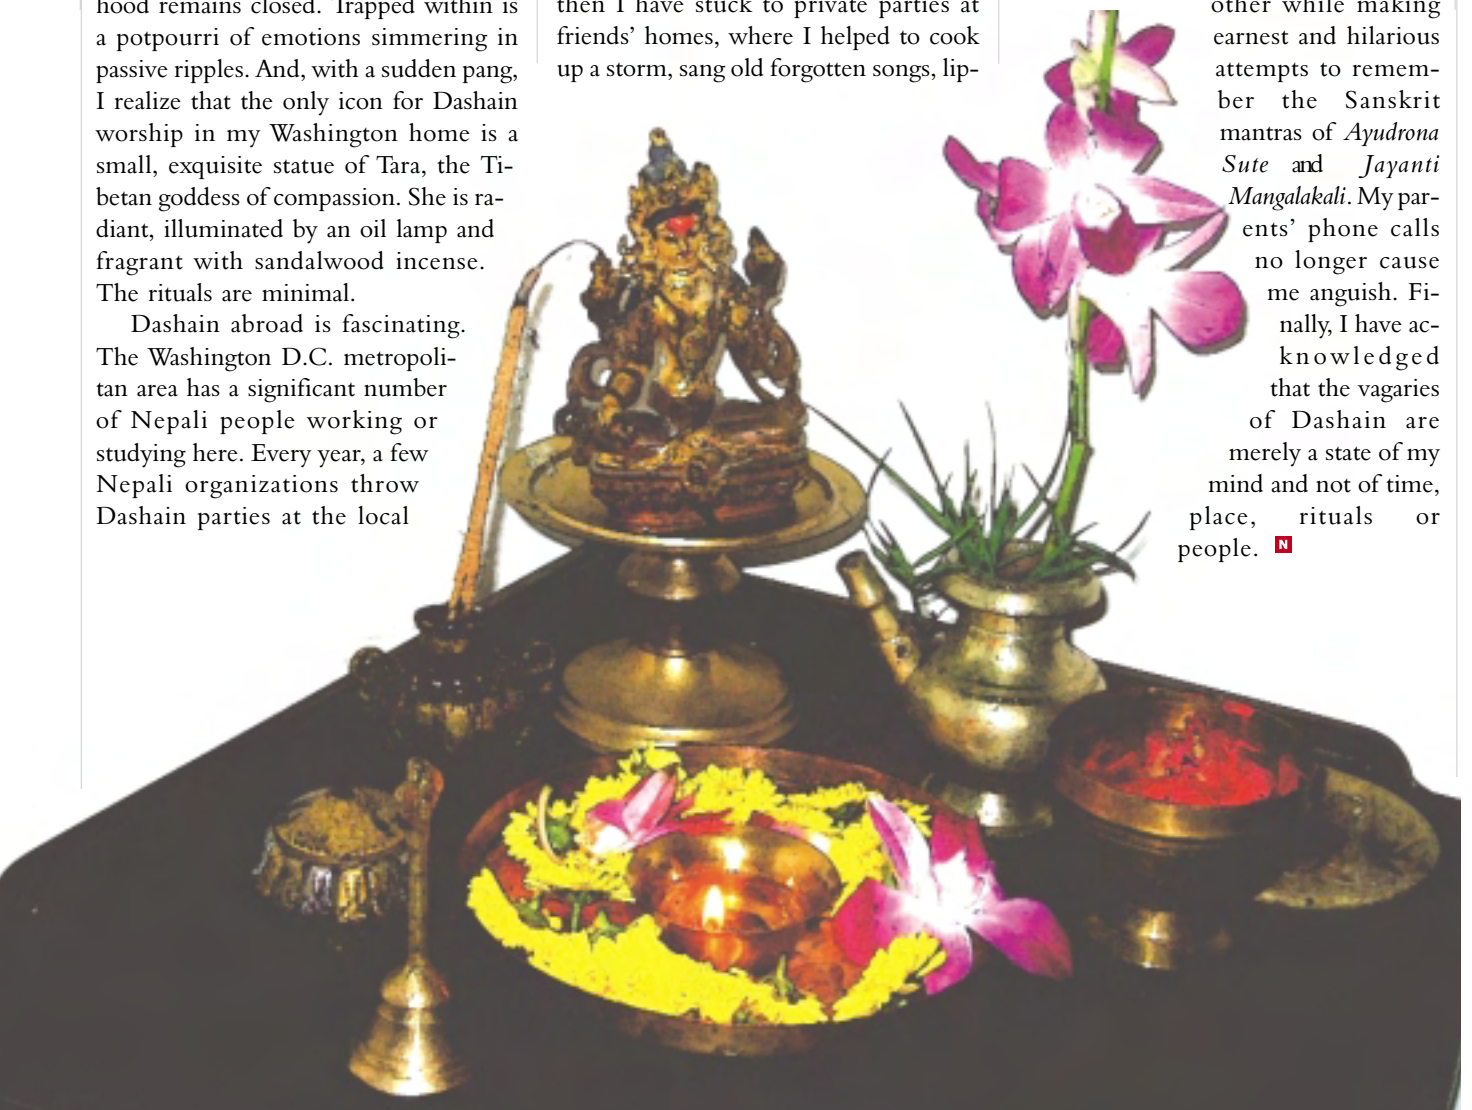 hood remains closed. Trapped within is
a potpourri of emotions simmering in
passive ripples. And, with a sudden pang,
I realize that the only icon for Dashain
worship in my Washington home is a
small, exquisite statue of Tara, the Ti-
betan goddess of compassion. She is ra-
diant, illuminated by an oil lamp and
fragrant with sandalwood incense.
The rituals are minimal.
Dashain abroad is fascinating.
The Washington D.C. metropoli-
tan area has a significant number
of Nepali people working or
studying here. Every year, a few
Nepali organizations throw
Dashain parties at the local
then I have stuck to private parties at
friends' homes, where I helped to cook
up a storm, sang old forgotten songs, lip-
other while making
earnest and hilarious
attempts to remem-
ber the Sanskrit
mantras of Ayudrona
Sute and Jayanti
Mangalakali. My par-
ents' phone calls
no longer cause
me anguish. Fi-
nally, I have ac-
knowledged
that the vagaries
of Dashain are
merely a state of my
mind and not of time,
place, rituals or
people. N